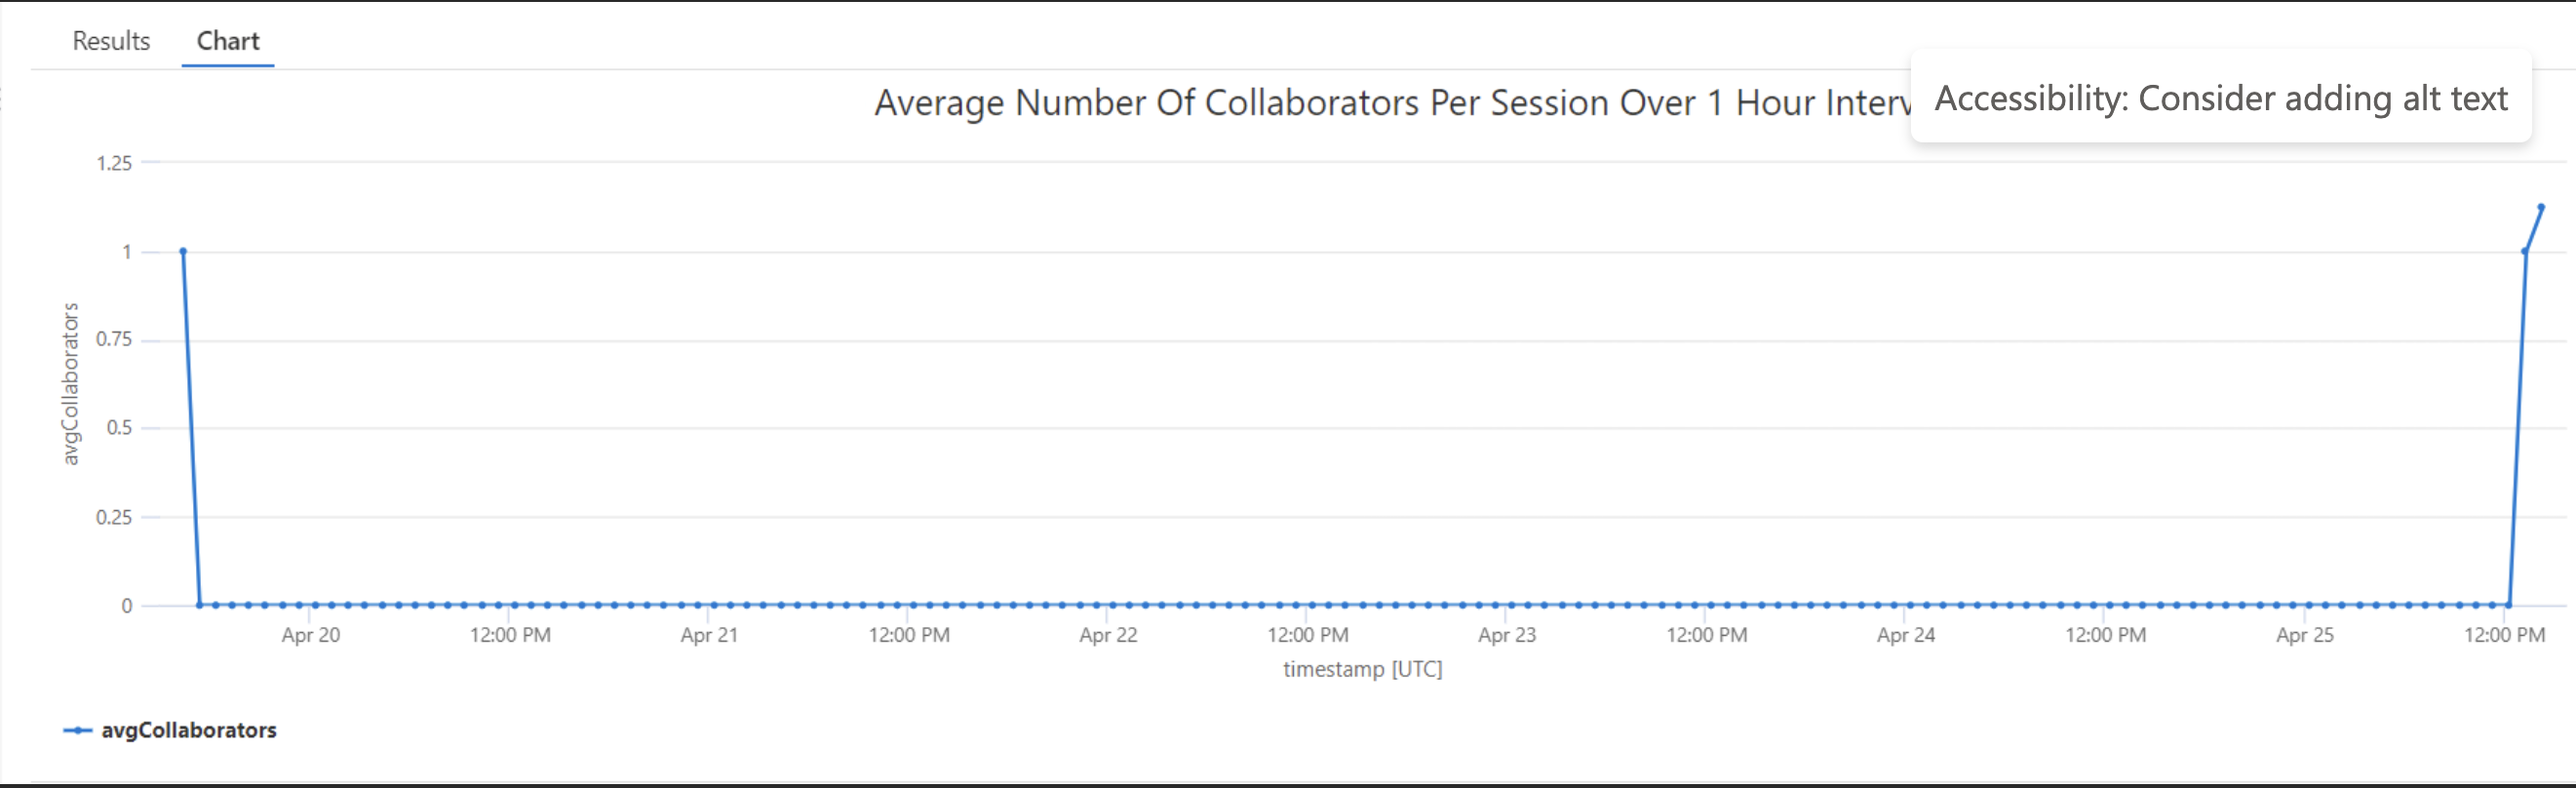 Results Chart
Average Number Of Collaborators Per Session Over 1 Hour Interv
Accessibility: Consider adding alt text
1.25
1
0.75
0.5
0.25
0
avgCollaborators
Apr 20 12:00 PM Apr 21 12:00 PM Apr 22 12:00 PM Apr 23 12:00 PM Apr 24 12:00 PM Apr 25 12:00 PM
timestamp [UTC]
avgCollaborators